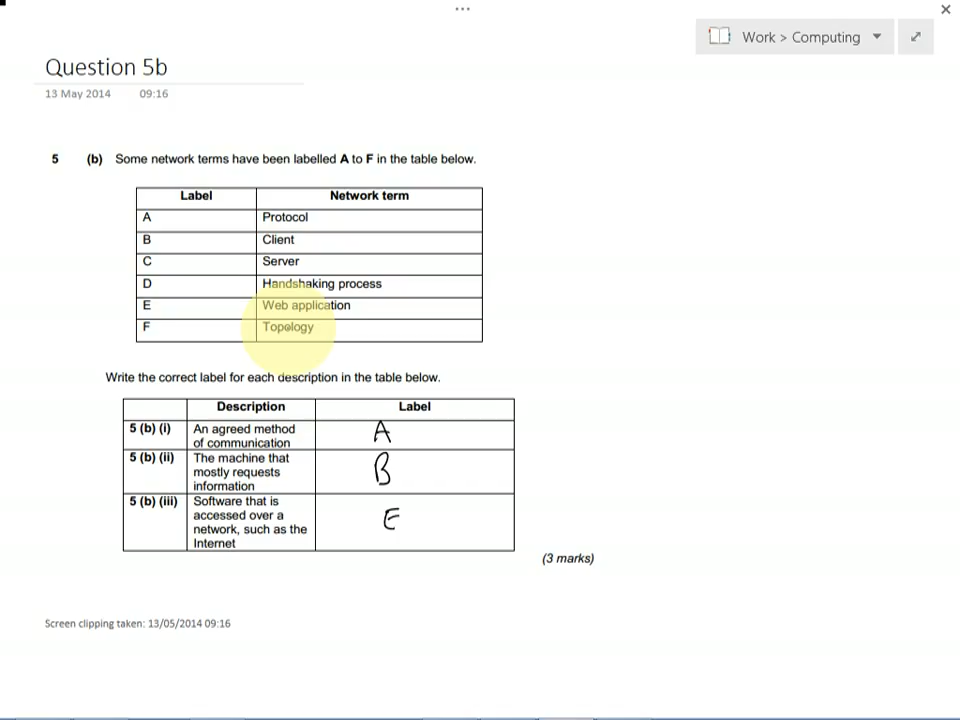 Work > Computing
Question 5b
13 May 2014 09:16
5 (b) Some network terms have been labelled A to F in the table below.
Label Network term
A Protocol
B Client
C Server
D Handshaking process
E Web application
F Topology
Write the correct label for each description in the table below.
Description Label
5 (b) (i) An agreed method A
of communication
5 (b) (ii) The machine that B
mostly requests
information
5 (b) (iii) Software that is E
accessed over a
network, such as the
Internet
(3 marks)
Screen clipping taken: 13/05/2014 09:16